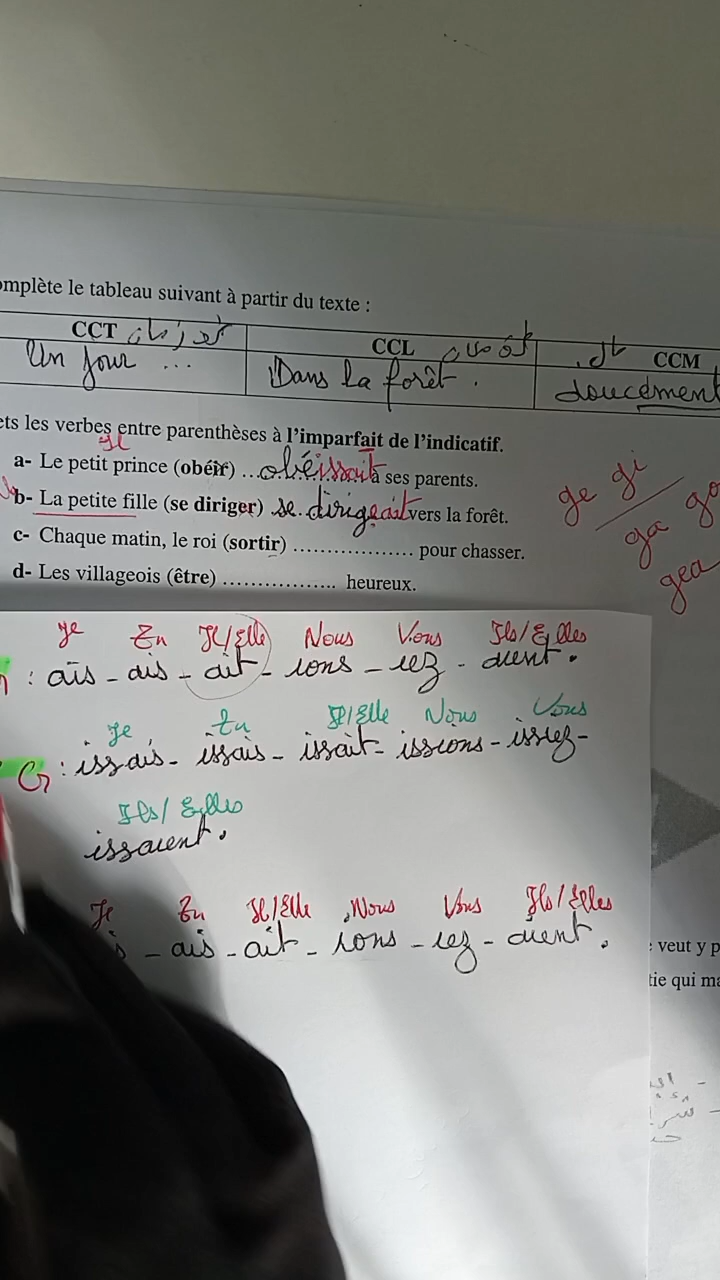 omplète le tableau suivant à partir du texte :
CCT CCL CCM
Un jour ... Dans la forêt . doucement
ets les verbes entre parenthèses à l'imparfait de l'indicatif.
a- Le petit prince (obéir) ...obéissait à ses parents.
b- La petite fille (se diriger) se dirigeait vers la forêt.
c- Chaque matin, le roi (sortir) .................. pour chasser.
d- Les villageois (être) ................. heureux.
ge gi
ga go
gea
Je Tu Il/Elle Nous Vous Ils/Elles
: ais - ais - ait - ions - iez - aient.
Je Tu Il/Elle Nous Vous
G : issais - issais - issait - issions - issiez -
Ils/Elles
issaient.
Je Tu Il/Elle Nous Vous Ils/Elles
s - ais - ait - ions - iez - aient.
veut y p
tie qui ma